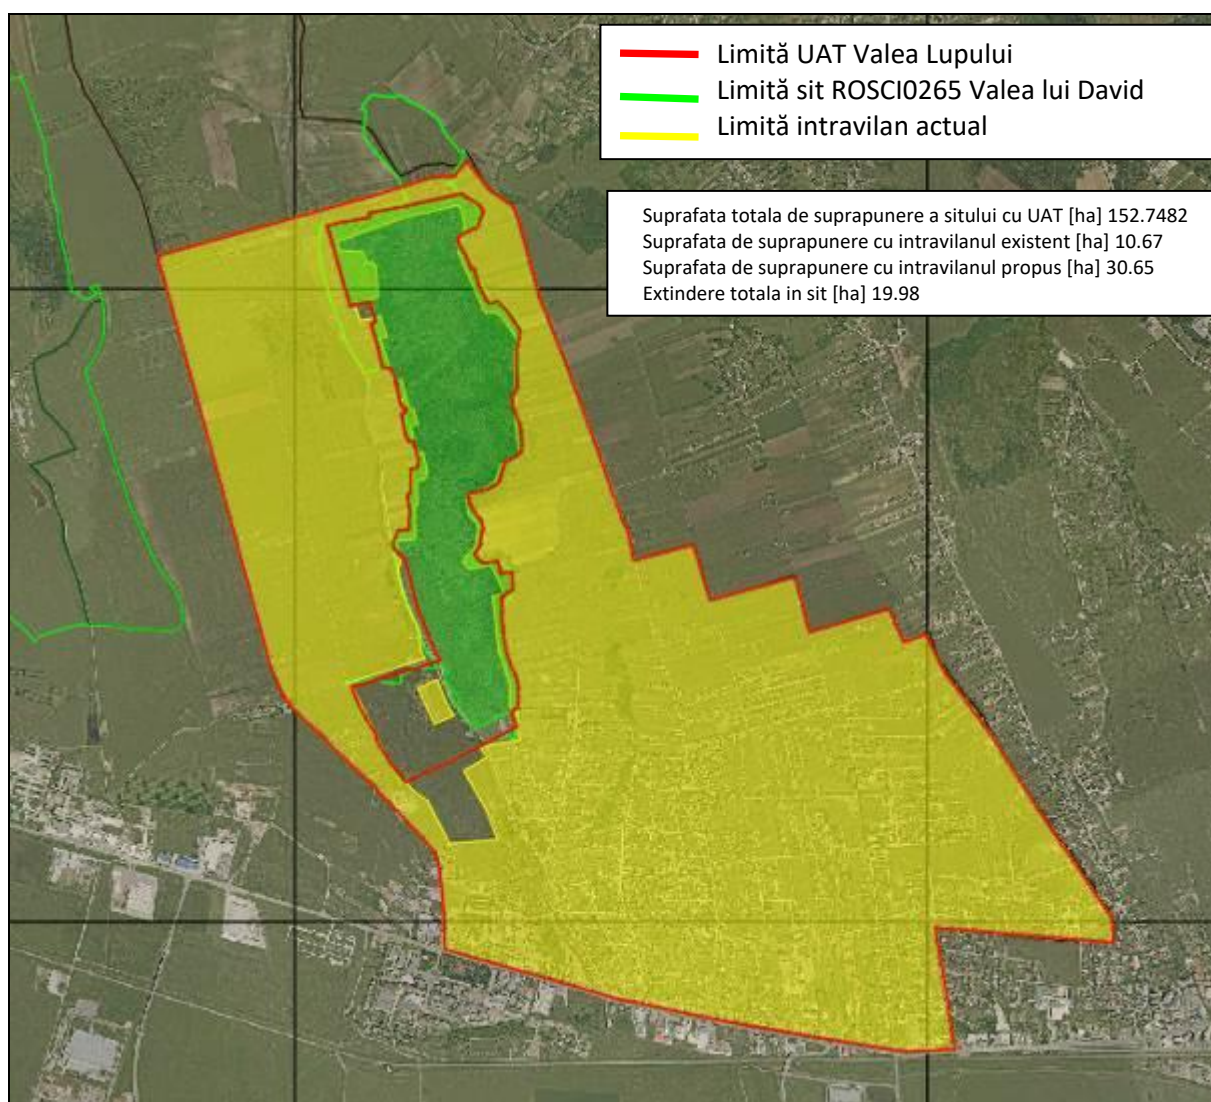 Limită UAT Valea Lupului
Limită sit ROSCI0265 Valea lui David
Limită intravilan actual
Suprafata totala de suprapunere a sitului cu UAT [ha] 152.7482
Suprafata de suprapunere cu intravilanul existent [ha] 10.67
Suprafata de suprapunere cu intravilanul propus [ha] 30.65
Extindere totala in sit [ha] 19.98